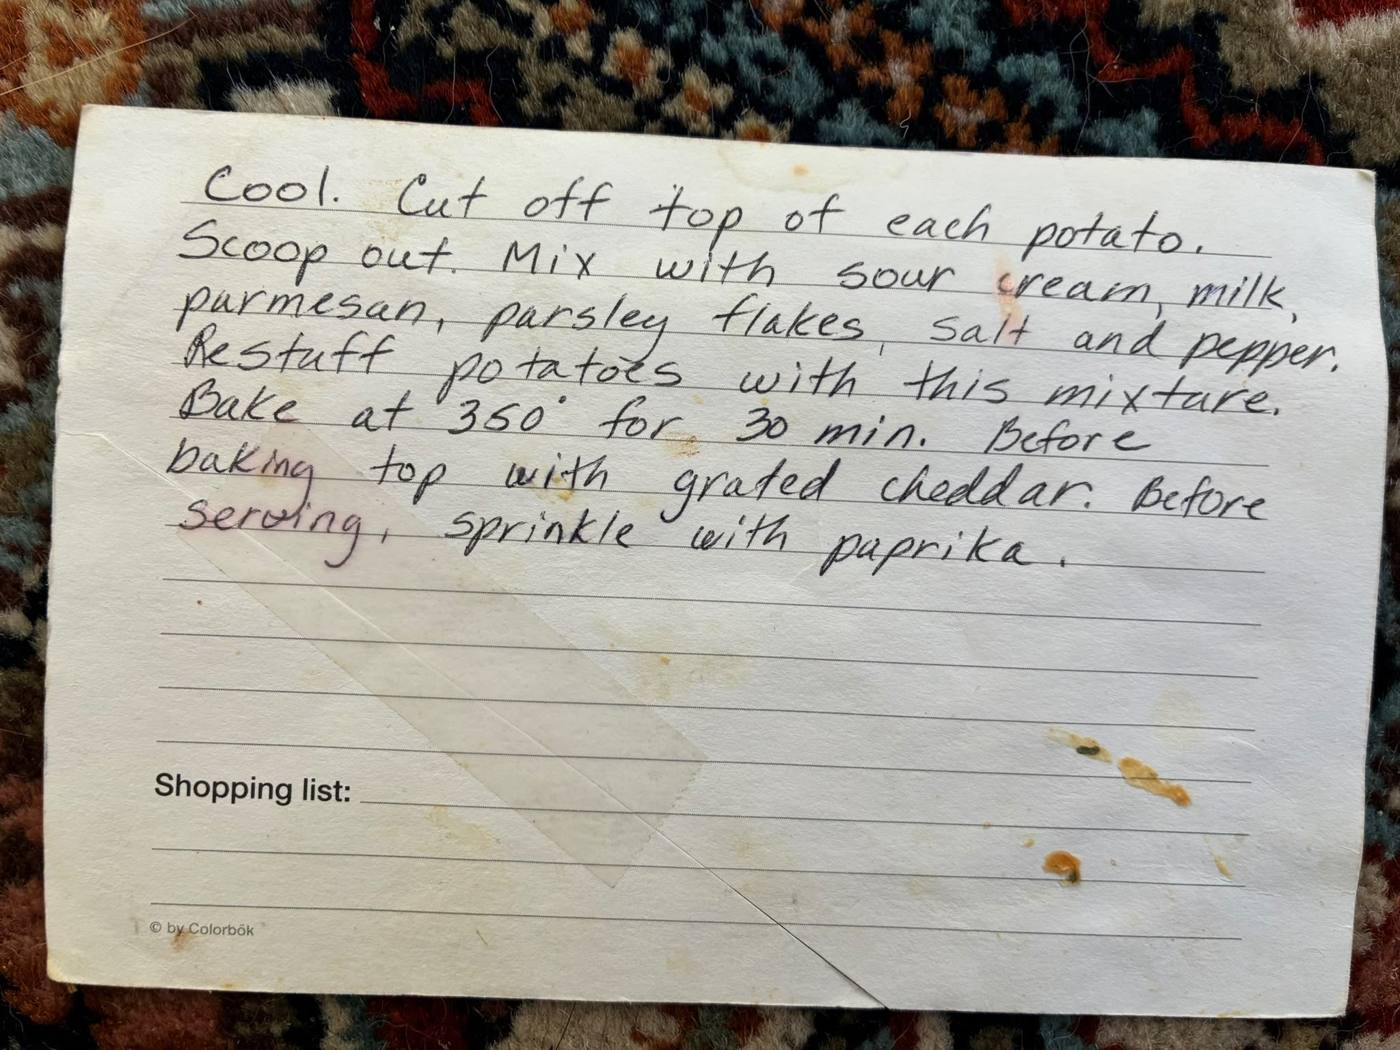 Cool. Cut off top of each potato.
Scoop out. Mix with sour cream, milk,
parmesan, parsley flakes, salt and pepper.
Restuff potatoes with this mixture.
Bake at 350° for 30 min. Before
baking top with grated cheddar. Before
serving, sprinkle with paprika.
Shopping list:
© by Colorbök